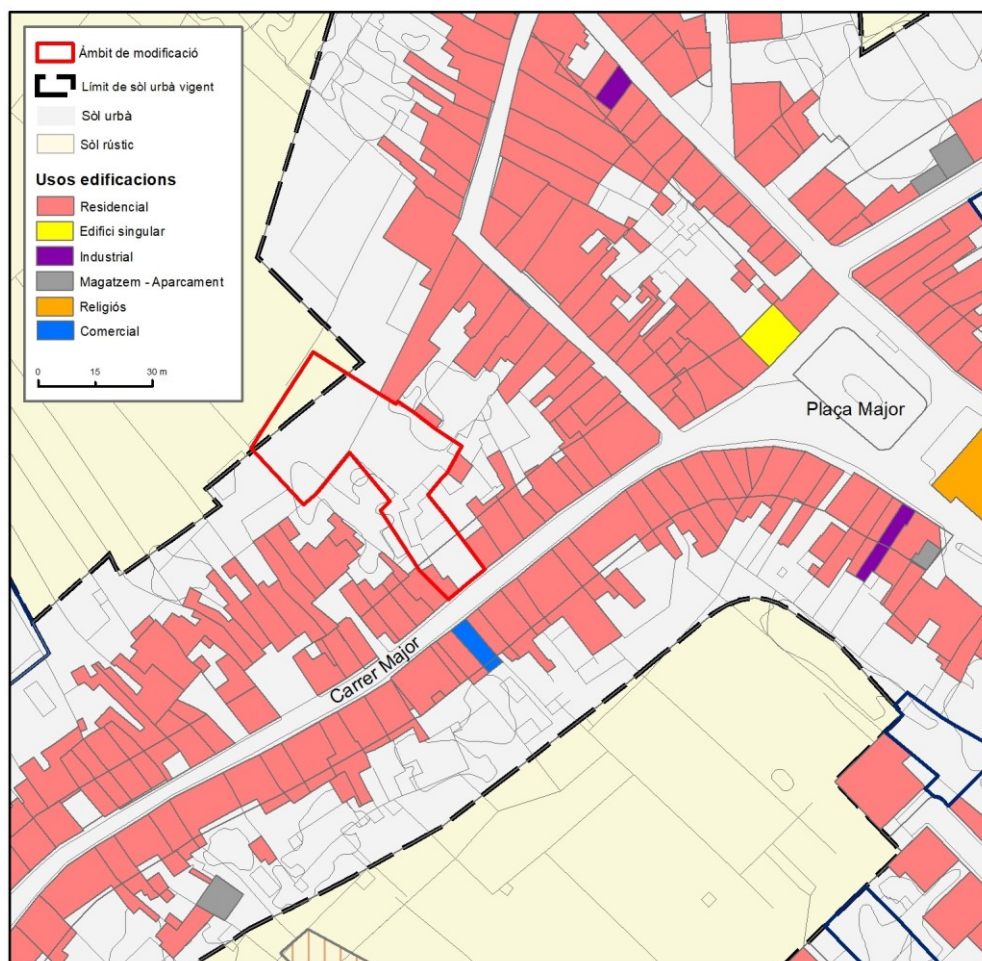 Àmbit de modificació
Límit de sòl urbà vigent
Sòl urbà
Sòl rústic
Usos edificacions
Residencial
Edifici singular
Industrial
Magatzem - Aparcament
Religiós
Comercial
0 15 30 m
Plaça Major
Carrer Major